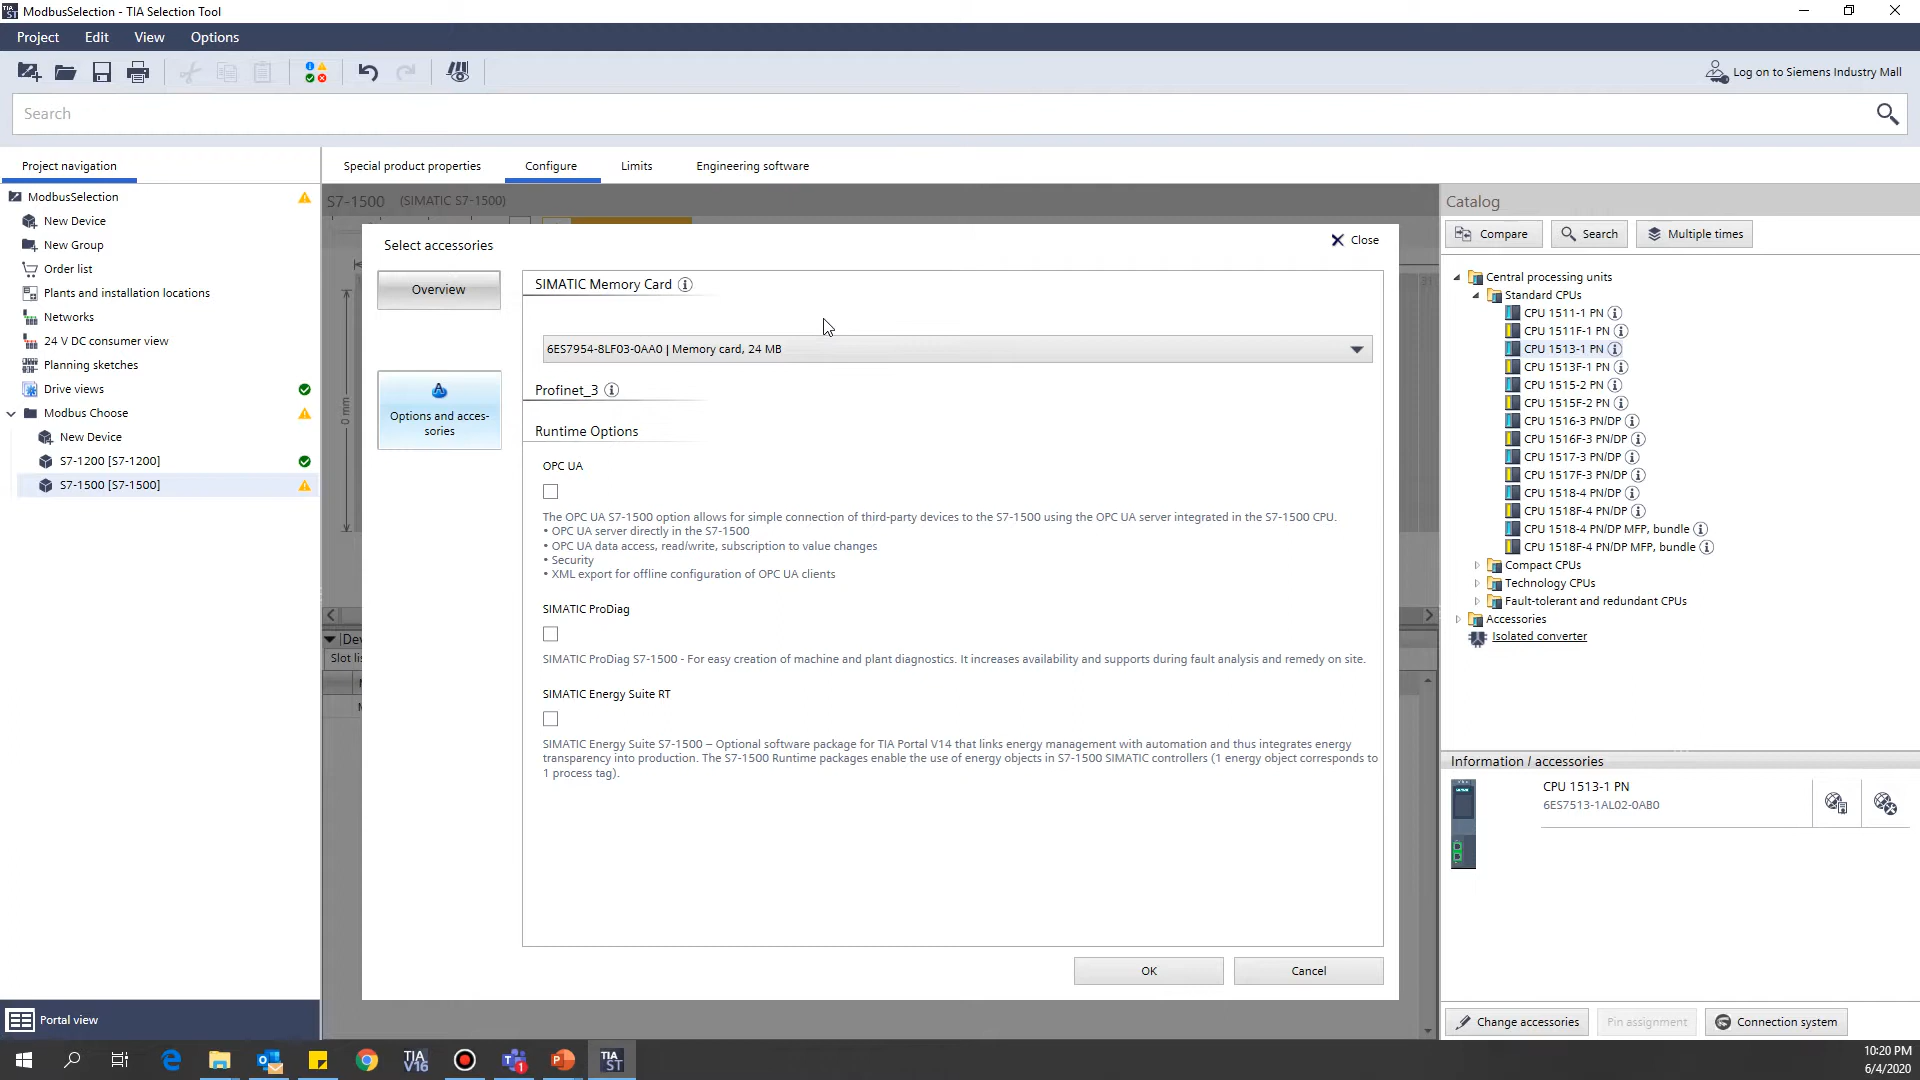 ModbusSelection - TIA Selection Tool
Project Edit View Options
Log on to Siemens Industry Mall
Search
Project navigation
Special product properties Configure Limits Engineering software
ModbusSelection
New Device
New Group
Order list
Plants and installation locations
Networks
24 V DC consumer view
Planning sketches
Drive views
Modbus Choose
New Device
S7-1200 [S7-1200]
S7-1500 [S7-1500]
Portal view
S7-1500 (SIMATIC S7-1500)
0 mm
Slot lis
Select accessories
Close
Overview
Options and acces-
sories
SIMATIC Memory Card
6ES7954-8LF03-0AA0 | Memory card, 24 MB
Profinet_3
Runtime Options
OPC UA
The OPC UA S7-1500 option allows for simple connection of third-party devices to the S7-1500 using the OPC UA server integrated in the S7-1500 CPU.
• OPC UA server directly in the S7-1500
• OPC UA data access, read/write, subscription to value changes
• Security
• XML export for offline configuration of OPC UA clients
SIMATIC ProDiag
SIMATIC ProDiag S7-1500 - For easy creation of machine and plant diagnostics. It increases availability and supports during fault analysis and remedy on site.
SIMATIC Energy Suite RT
SIMATIC Energy Suite S7-1500 – Optional software package for TIA Portal V14 that links energy management with automation and thus integrates energy
transparency into production. The S7-1500 Runtime packages enable the use of energy objects in S7-1500 SIMATIC controllers (1 energy object corresponds to
1 process tag).
OK Cancel
Catalog
Compare Search Multiple times
Central processing units
Standard CPUs
CPU 1511-1 PN
CPU 1511F-1 PN
CPU 1513-1 PN
CPU 1513F-1 PN
CPU 1515-2 PN
CPU 1515F-2 PN
CPU 1516-3 PN/DP
CPU 1516F-3 PN/DP
CPU 1517-3 PN/DP
CPU 1517F-3 PN/DP
CPU 1518-4 PN/DP
CPU 1518F-4 PN/DP
CPU 1518-4 PN/DP MFP, bundle
CPU 1518F-4 PN/DP MFP, bundle
Compact CPUs
Technology CPUs
Fault-tolerant and redundant CPUs
Accessories
Isolated converter
Information / accessories
CPU 1513-1 PN
6ES7513-1AL02-0AB0
Change accessories Pin assignment Connection system
TIA V16
TIA ST
10:20 PM
6/4/2020